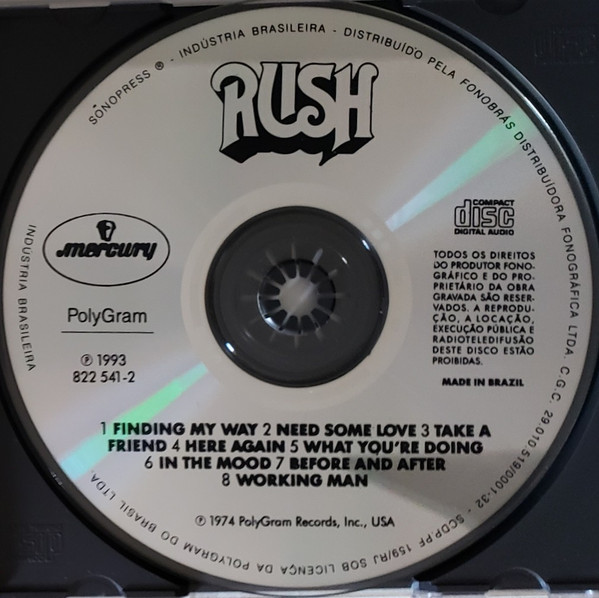 SONOPRESS ® - INDÚSTRIA BRASILEIRA - DISTRIBUÍDO PELA FONOBRÁS DISTRIBUIDORA FONOGRÁFICA LTDA. C.G.C. 29.010.519/0001-32 - SCDP.PF 159/RJ SOB LICENÇA DA POLYGRAM DO BRASIL LTDA.
INDÚSTRIA BRASILEIRA
RUSH
mercury
PolyGram
℗ 1993
822 541-2
COMPACT
disc
DIGITAL AUDIO
TODOS OS DIREITOS
DO PRODUTOR FONO-
GRÁFICO E DO PRO-
PRIETÁRIO DA OBRA
GRAVADA SÃO RESER-
VADOS. A REPRODU-
ÇÃO, A LOCAÇÃO,
EXECUÇÃO PÚBLICA E
RADIOTELEDIFUSÃO
DESTE DISCO ESTÃO
PROIBIDAS.
MADE IN BRAZIL
1 FINDING MY WAY 2 NEED SOME LOVE 3 TAKE A
FRIEND 4 HERE AGAIN 5 WHAT YOU'RE DOING
6 IN THE MOOD 7 BEFORE AND AFTER
8 WORKING MAN
℗ 1974 PolyGram Records, Inc., USA